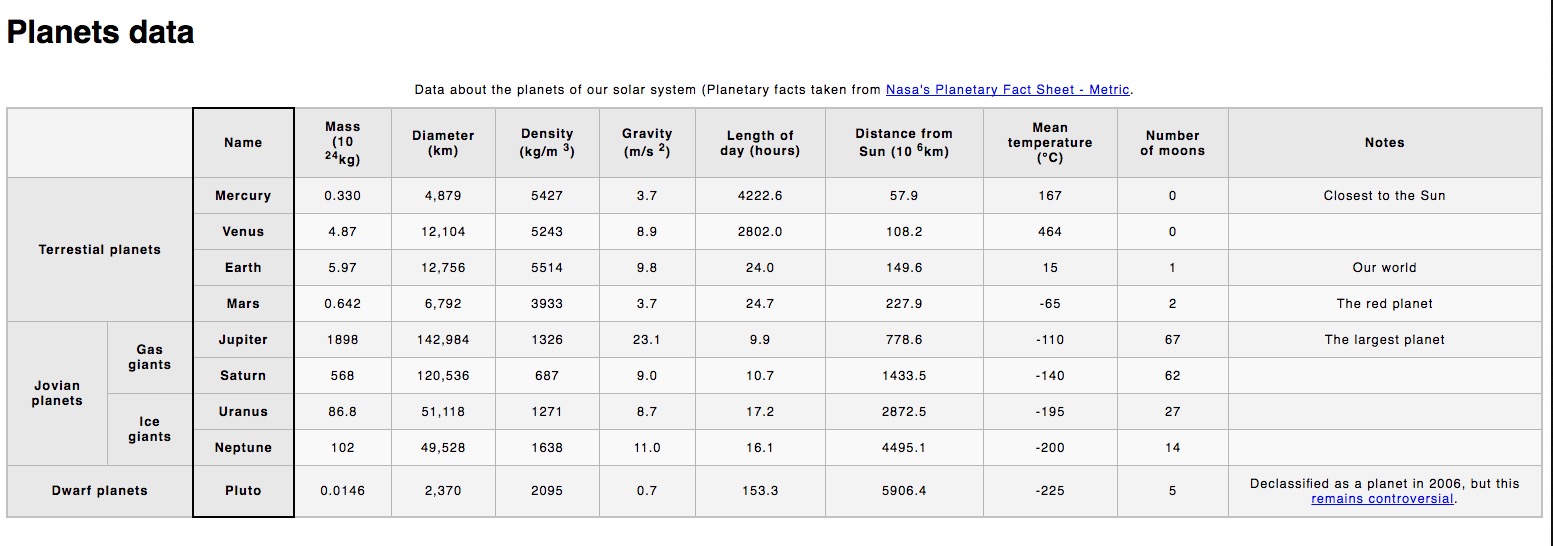 Planets data
Data about the planets of our solar system (Planetary facts taken from Nasa's Planetary Fact Sheet - Metric.
Name Mass (10 24kg) Diameter (km) Density (kg/m 3) Gravity (m/s 2) Length of day (hours) Distance from Sun (10 6km) Mean temperature (°C) Number of moons Notes
Terrestial planets
Mercury 0.330 4,879 5427 3.7 4222.6 57.9 167 0 Closest to the Sun
Venus 4.87 12,104 5243 8.9 2802.0 108.2 464 0
Earth 5.97 12,756 5514 9.8 24.0 149.6 15 1 Our world
Mars 0.642 6,792 3933 3.7 24.7 227.9 -65 2 The red planet
Jovian planets
Gas giants
Jupiter 1898 142,984 1326 23.1 9.9 778.6 -110 67 The largest planet
Saturn 568 120,536 687 9.0 10.7 1433.5 -140 62
Ice giants
Uranus 86.8 51,118 1271 8.7 17.2 2872.5 -195 27
Neptune 102 49,528 1638 11.0 16.1 4495.1 -200 14
Dwarf planets Pluto 0.0146 2,370 2095 0.7 153.3 5906.4 -225 5 Declassified as a planet in 2006, but this
remains controversial.